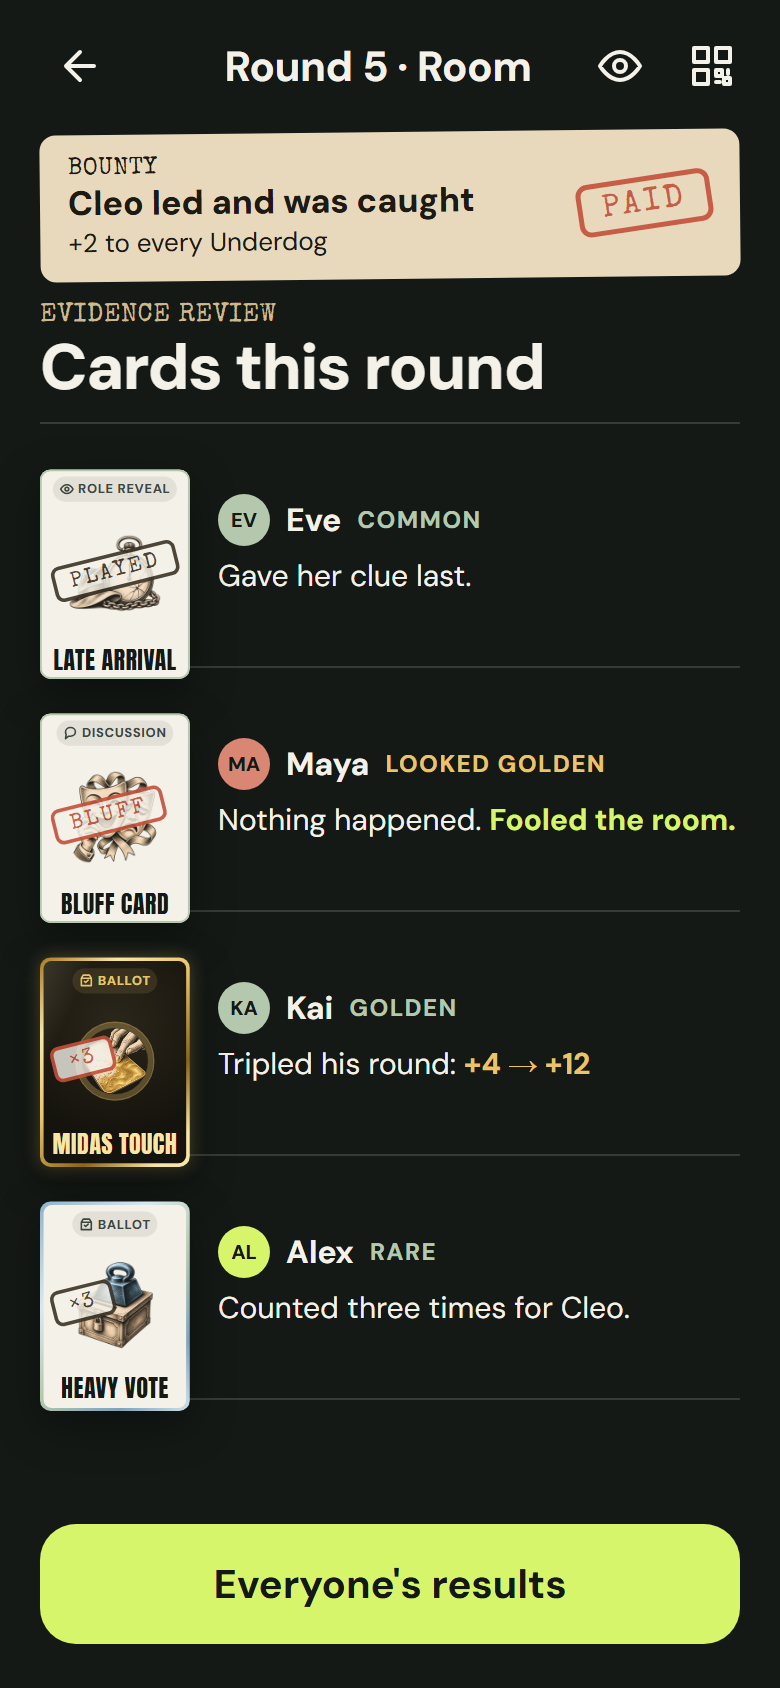 Round 5 · Room
BOUNTY
Cleo led and was caught
+2 to every Underdog
PAID
EVIDENCE REVIEW
Cards this round
ROLE REVEAL
PLAYED
LATE ARRIVAL
EV Eve COMMON
Gave her clue last.
DISCUSSION
BLUFF
BLUFF CARD
MA Maya LOOKED GOLDEN
Nothing happened. Fooled the room.
BALLOT
×3
MIDAS TOUCH
KA Kai GOLDEN
Tripled his round: +4 → +12
BALLOT
×3
HEAVY VOTE
AL Alex RARE
Counted three times for Cleo.
Everyone's results